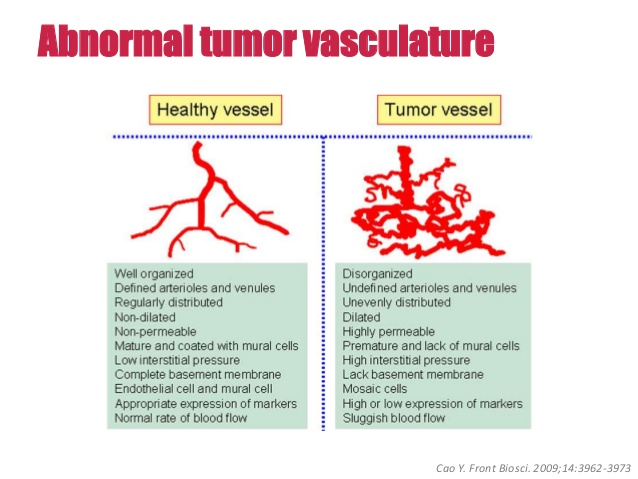 Abnormal tumor vasculature
Healthy vessel
Tumor vessel
Well organized
Defined arterioles and venules
Regularly distributed
Non-dilated
Non-permeable
Mature and coated with mural cells
Low interstitial pressure
Complete basement membrane
Endothelial cell and mural cell
Appropriate expression of markers
Normal rate of blood flow
Disorganized
Undefined arterioles and venules
Unevenly distributed
Dilated
Highly permeable
Premature and lack of mural cells
High interstitial pressure
Lack basement membrane
Mosaic cells
High or low expression of markers
Sluggish blood flow
Cao Y. Front Biosci. 2009;14:3962-3973